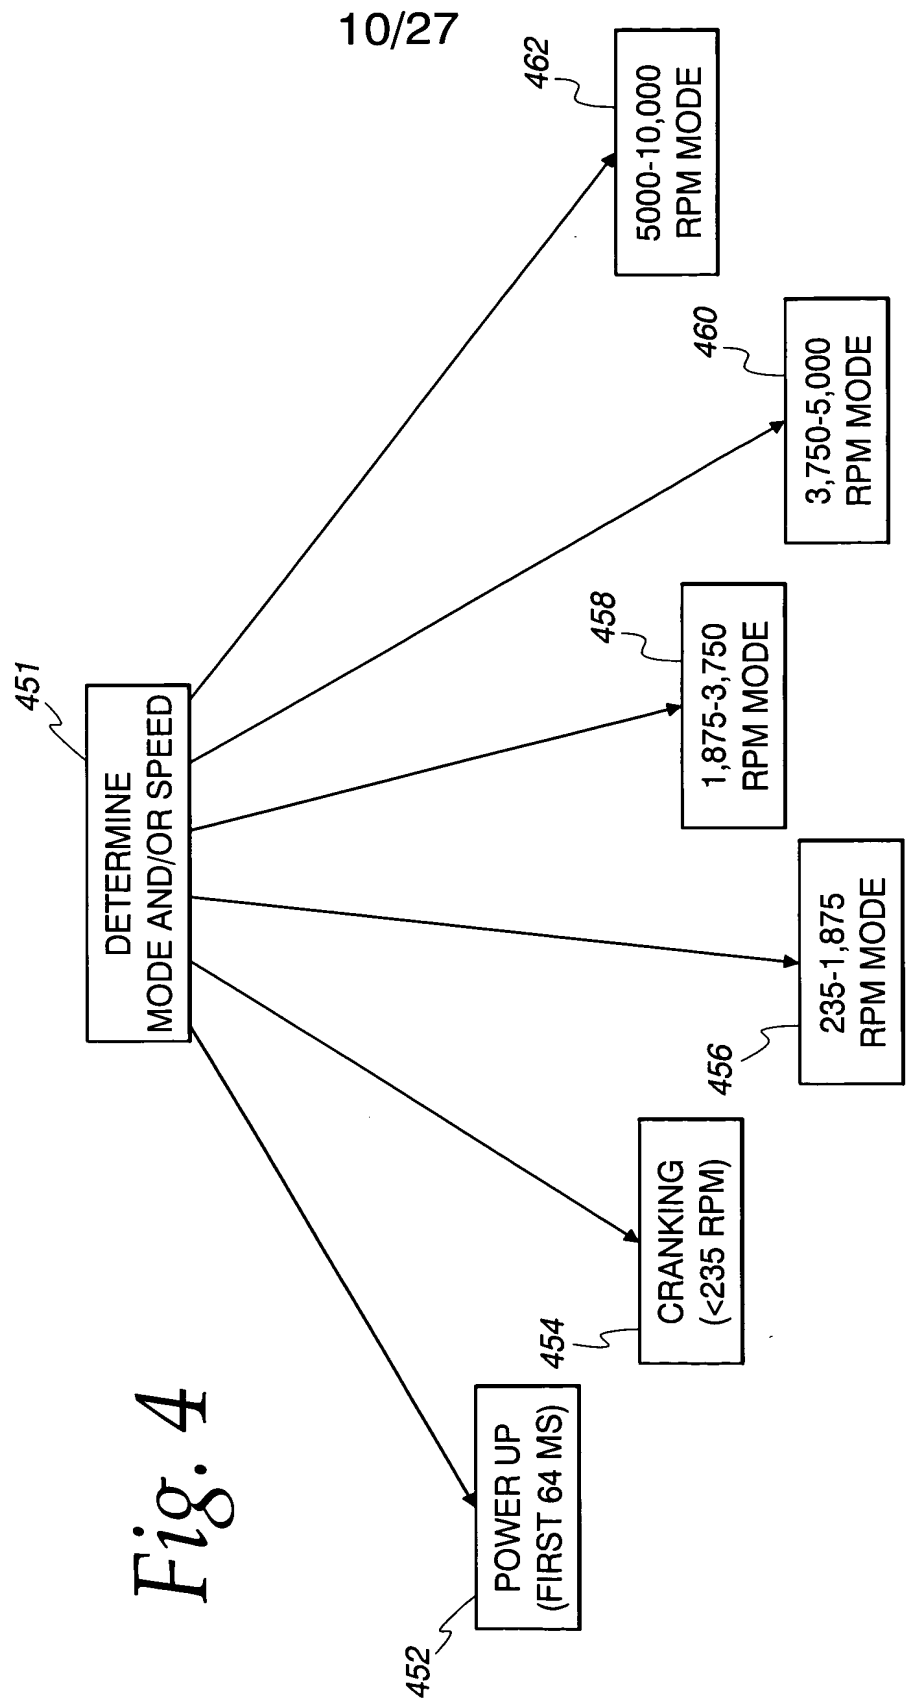 10/27
Fig. 4
451
DETERMINE
MODE AND/OR SPEED
452
POWER UP
(FIRST 64 MS)
454
CRANKING
(<235 RPM)
456
235-1,875
RPM MODE
458
1,875-3,750
RPM MODE
460
3,750-5,000
RPM MODE
462
5000-10,000
RPM MODE